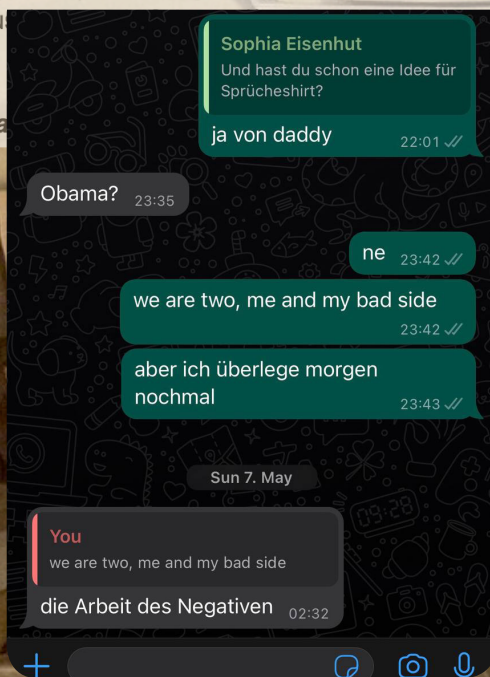 Sophia Eisenhut
Und hast du schon eine Idee für
Sprücheshirt?
ja von daddy
22:01
Obama?
23:35
ne
23:42
we are two, me and my bad side
23:42
aber ich überlege morgen
nochmal
23:43
Sun 7. May
You
we are two, me and my bad side
die Arbeit des Negativen
02:32